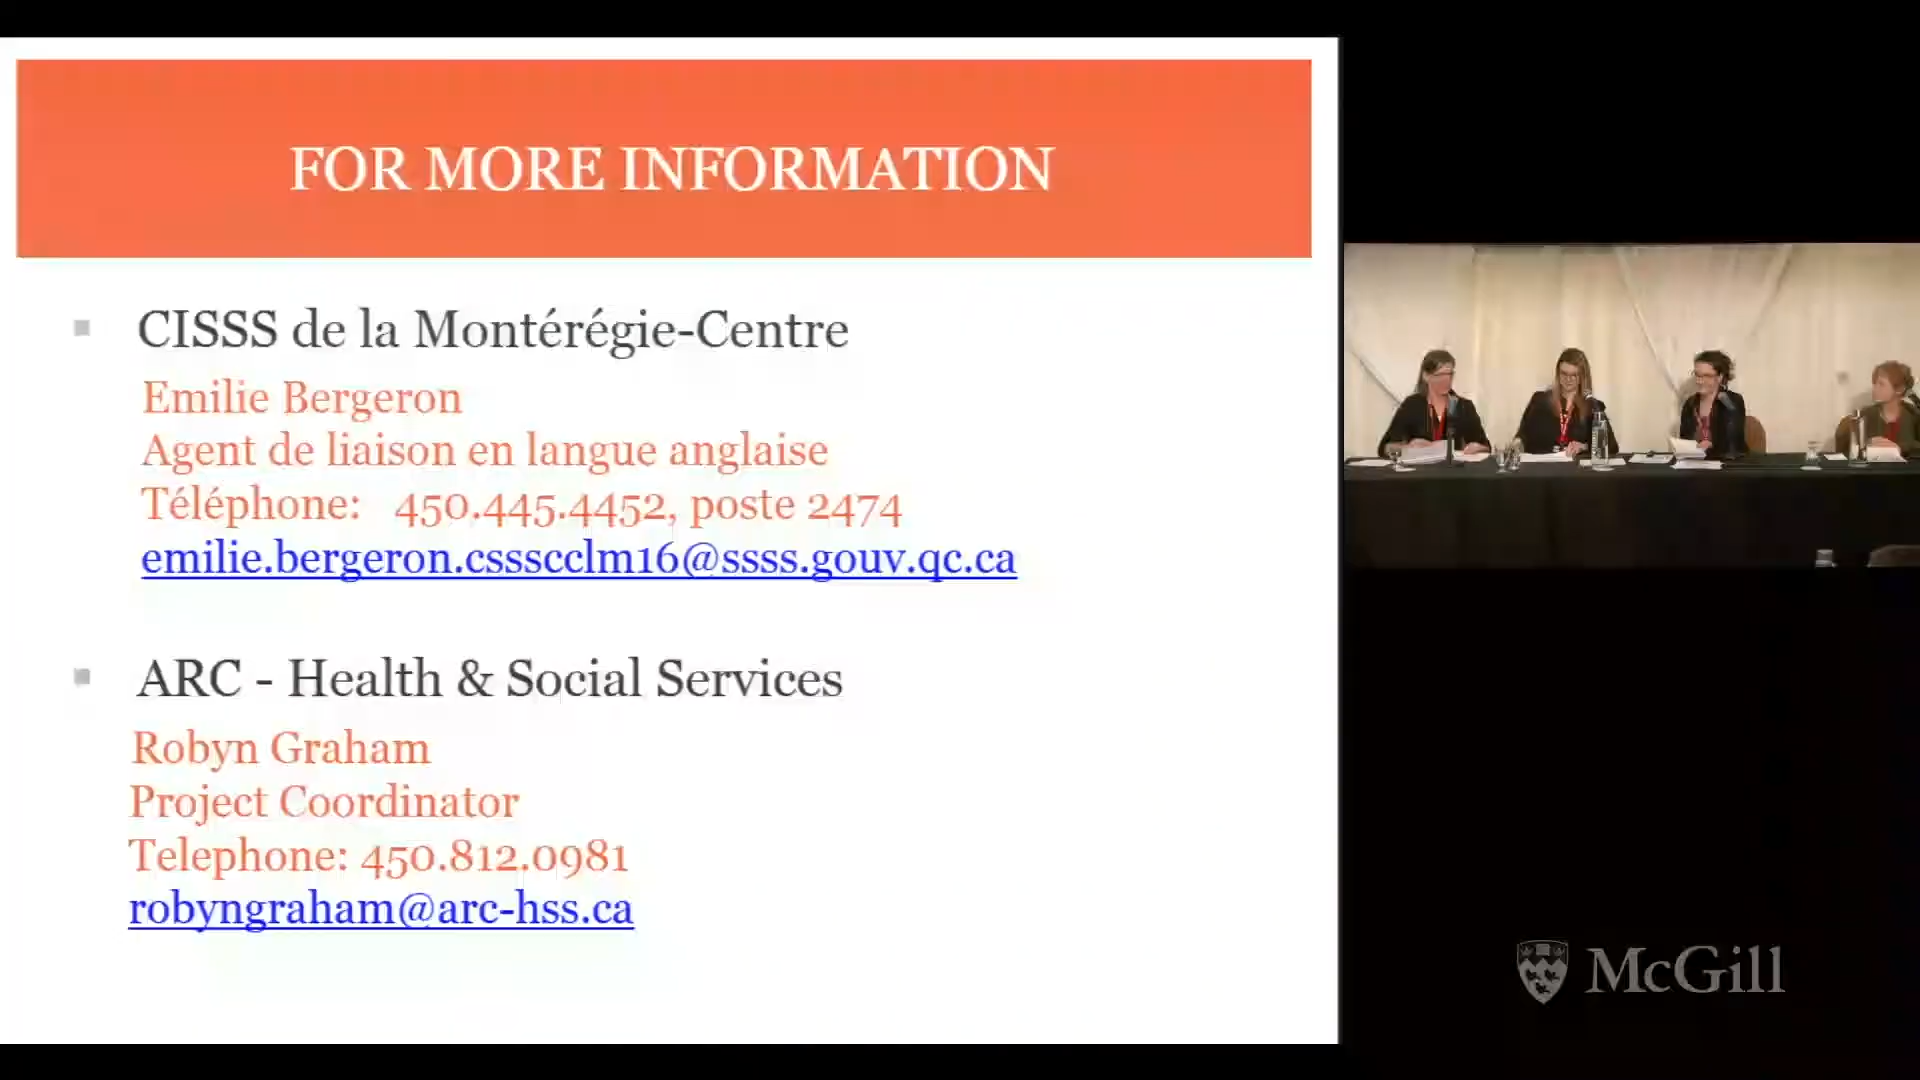 FOR MORE INFORMATION
CISSS de la Montérégie-Centre
Emilie Bergeron
Agent de liaison en langue anglaise
Téléphone: 450.445.4452, poste 2474
emilie.bergeron.cssscclm16@ssss.gouv.qc.ca
ARC - Health & Social Services
Robyn Graham
Project Coordinator
Telephone: 450.812.0981
robyngraham@arc-hss.ca
McGill